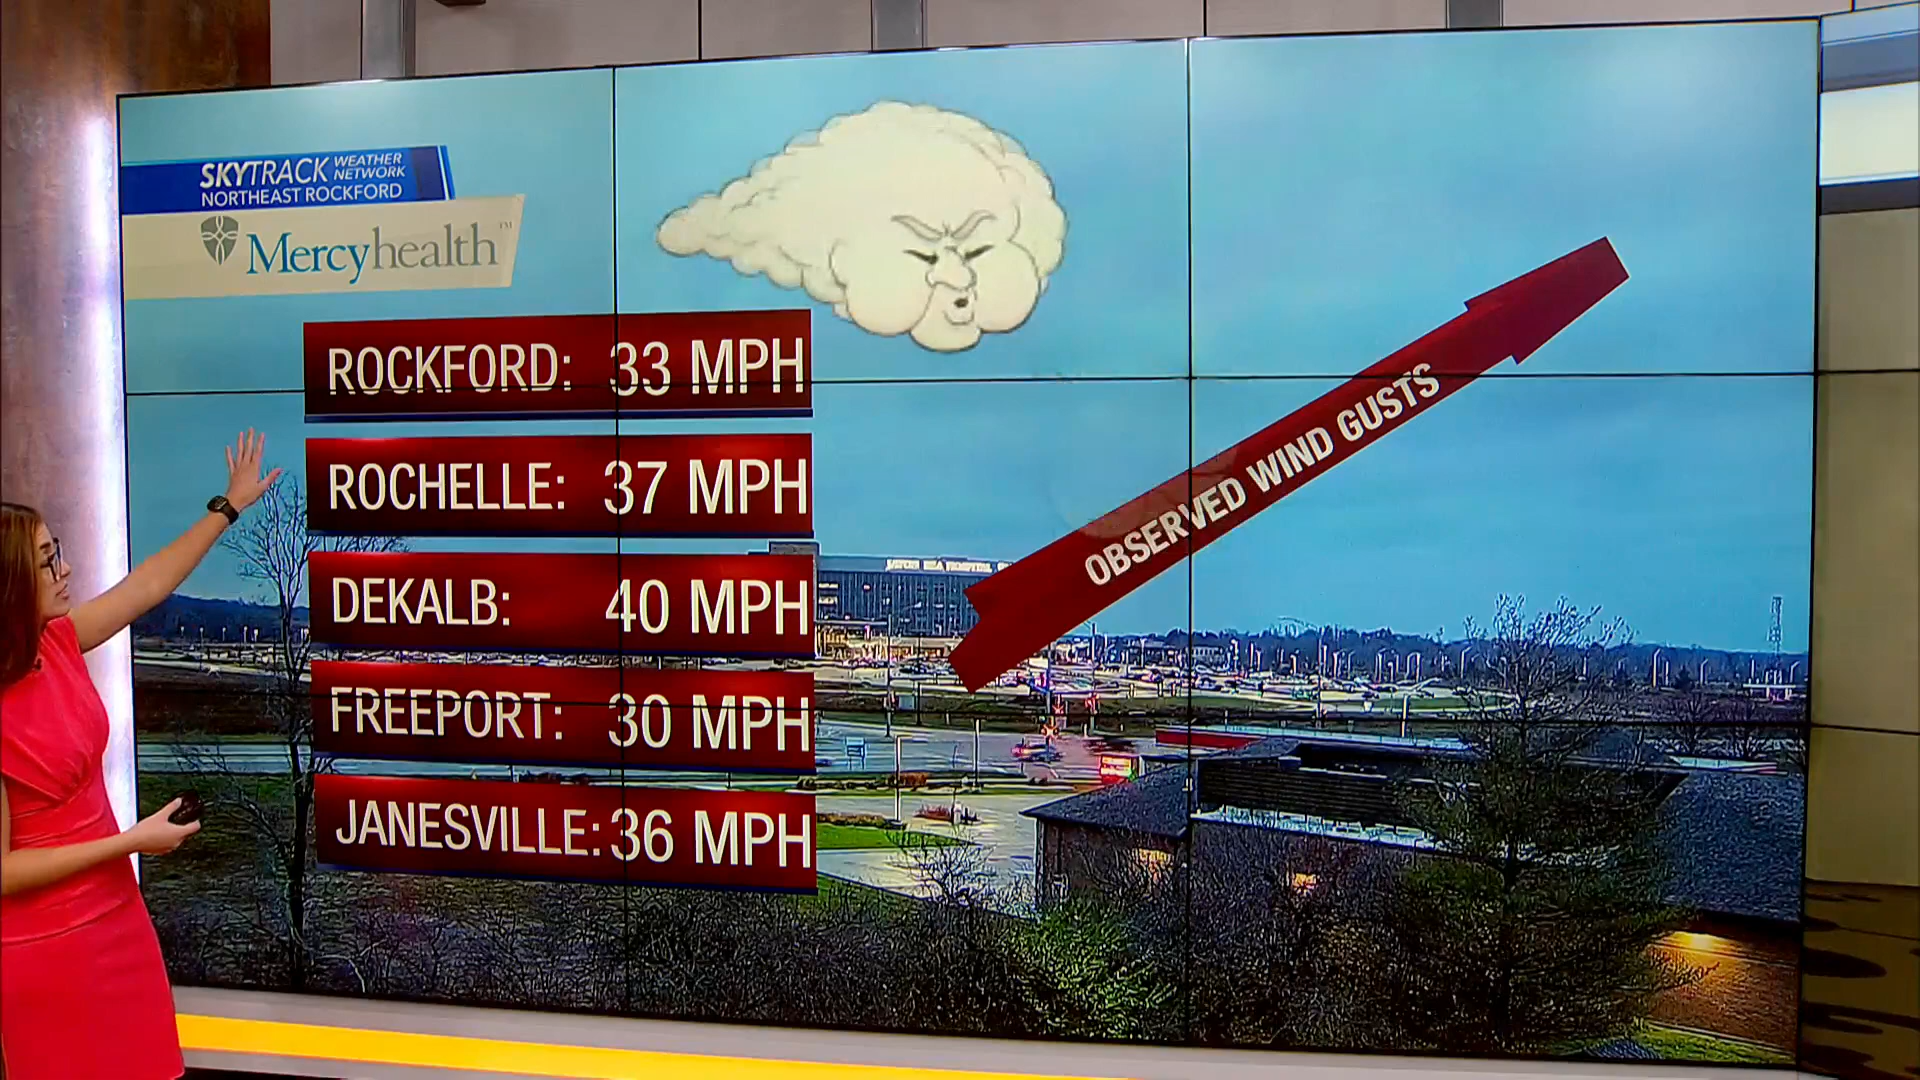 SKYTRACK WEATHER NETWORK
NORTHEAST ROCKFORD
Mercyhealth™
ROCKFORD: 33 MPH
ROCHELLE: 37 MPH
DEKALB: 40 MPH
FREEPORT: 30 MPH
JANESVILLE: 36 MPH
OBSERVED WIND GUSTS